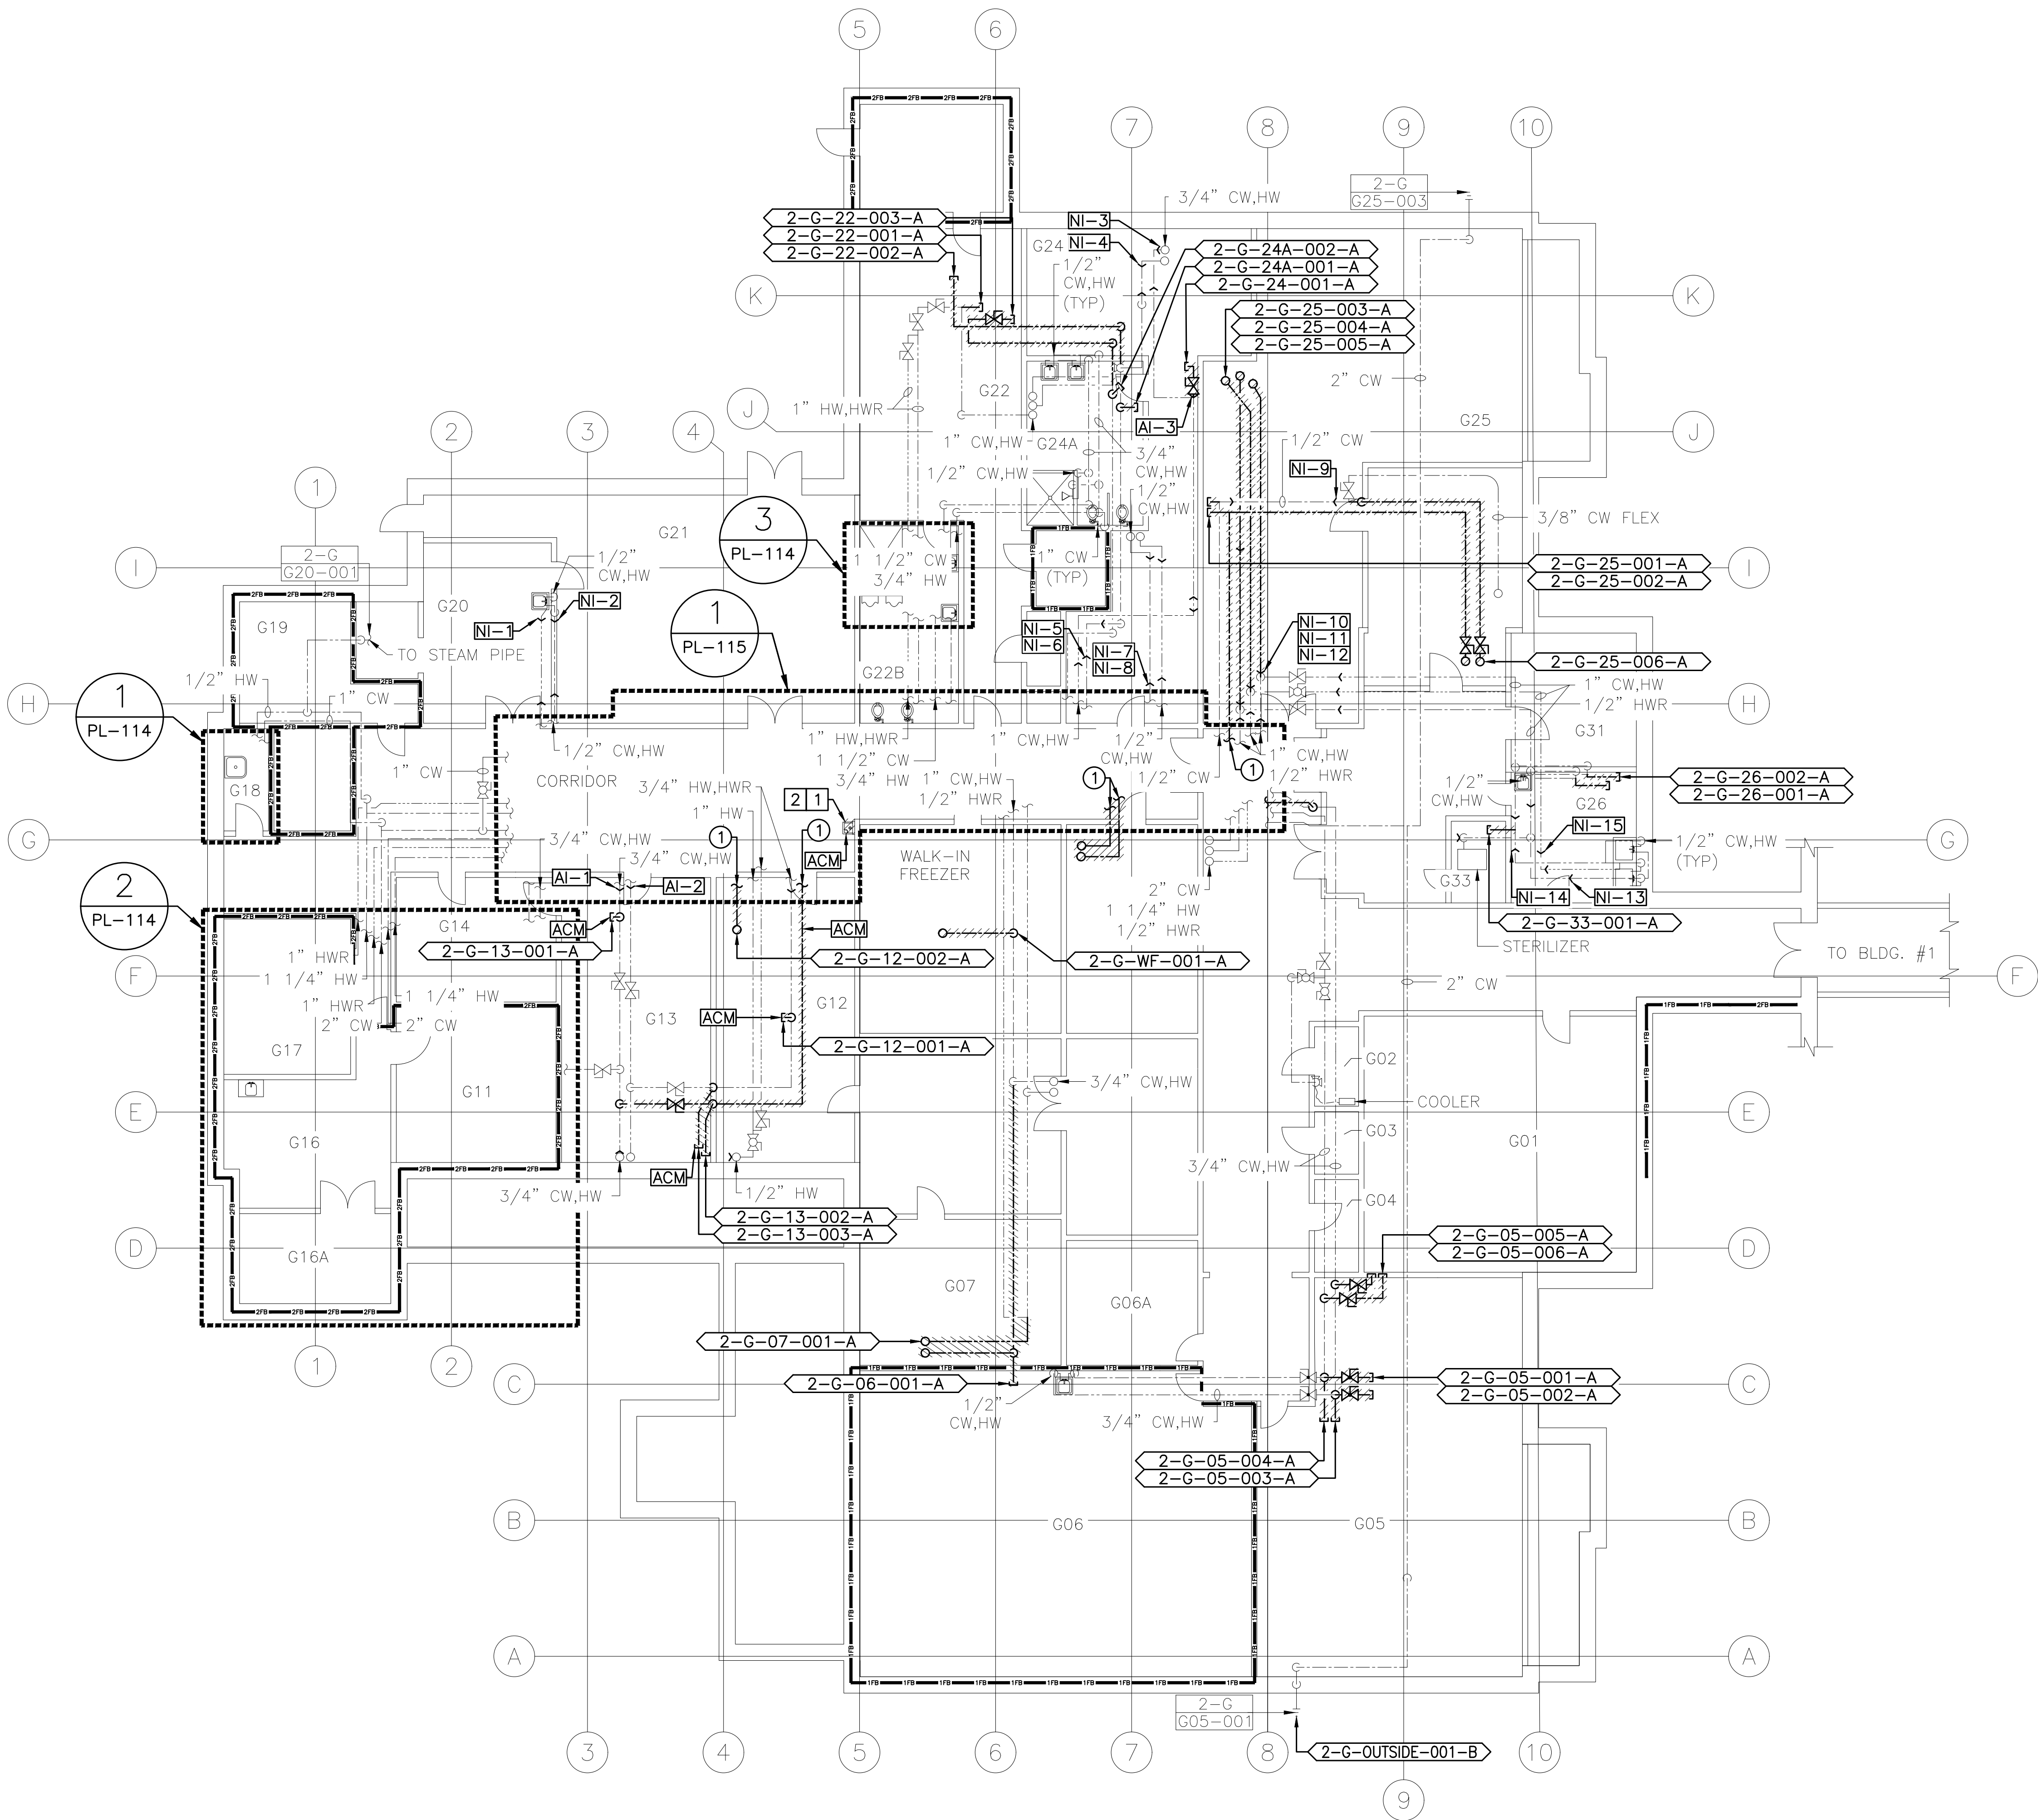 5
6
7
8
9
10
2-G
G25-003
3/4" CW,HW
2-G-22-003-A
2-G-22-001-A
2-G-22-002-A
NI-3
G24
NI-4
2-G-24A-002-A
2-G-24A-001-A
2-G-24-001-A
1/2"
CW,HW
(TYP)
K
K
2-G-25-003-A
2-G-25-004-A
2-G-25-005-A
2" CW
G22
1" HW,HWR
G25
J
J
2
3
4
AI-3
1" CW,HW
G24A
1/2" CW
3/4"
CW,HW
1/2" CW,HW
NI-9
1/2"
CW,HW
1
3
PL-114
G21
3/8" CW FLEX
2-G
G20-001
1/2"
CW,HW
1 1/2" CW
3/4" HW
1" CW
(TYP)
2-G-25-001-A
2-G-25-002-A
I
I
G20
NI-2
NI-1
G19
TO STEAM PIPE
1
PL-115
NI-5
NI-6
NI-7
NI-8
NI-10
NI-11
NI-12
2-G-25-006-A
G22B
1/2" HW
1" CW
1
PL-114
H
H
1" CW,HW
1/2" HWR
G31
1/2" CW,HW
CORRIDOR
1" HW,HWR
1 1/2" CW
3/4" HW
1" CW,HW
1/2"
CW,HW
1" CW,HW
1/2" HWR
1" CW
G18
3/4" HW,HWR
1" HW
1" CW,HW
1/2" HWR
1
1/2" CW
1
1/2"
CW,HW
2-G-26-002-A
2-G-26-001-A
G26
2 1
1
1
ACM
G
G
3/4" CW,HW
3/4" CW,HW
WALK-IN
FREEZER
NI-15
1/2" CW,HW
(TYP)
AI-1
AI-2
2" CW
1 1/4" HW
1/2" HWR
G33
NI-14
NI-13
2
PL-114
G14
ACM
ACM
2-G-13-001-A
2-G-33-001-A
STERILIZER
1" HWR
1 1/4" HW
1" HWR
2" CW
1 1/4" HW
2" CW
2-G-12-002-A
2-G-WF-001-A
TO BLDG. #1
F
F
2" CW
G12
G13
ACM
2-G-12-001-A
G17
G02
3/4" CW,HW
G11
COOLER
E
E
G16
G03
G01
3/4" CW,HW
ACM
3/4" CW,HW
1/2" HW
G04
2-G-13-002-A
2-G-13-003-A
2-G-05-005-A
2-G-05-006-A
D
D
G16A
G07
G06A
2-G-07-001-A
1
2
2-G-06-001-A
C
C
2-G-05-001-A
2-G-05-002-A
1/2"
CW,HW
3/4" CW,HW
2-G-05-004-A
2-G-05-003-A
B
B
G06
G05
A
A
2-G
G05-001
2-G-OUTSIDE-001-B
3
4
5
6
7
8
10
9